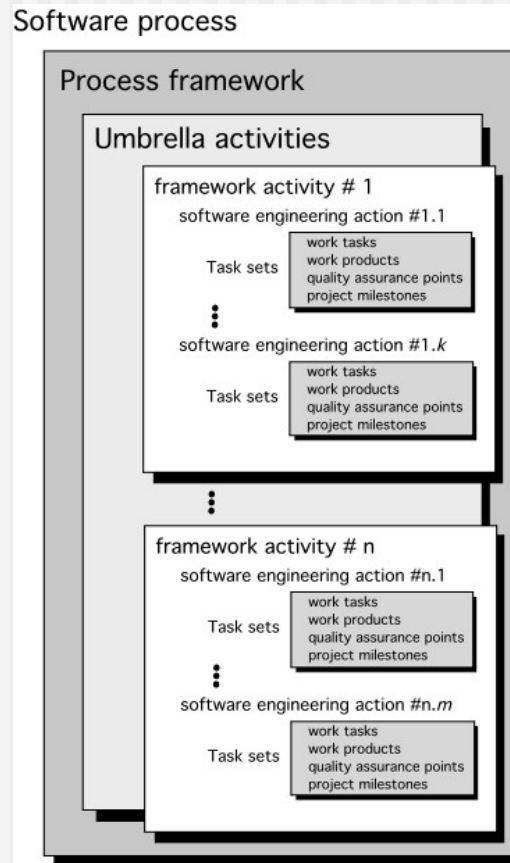 Software process
Process framework
Umbrella activities
framework activity # 1
software engineering action #1.1
Task sets
work tasks
work products
quality assurance points
project milestones
software engineering action #1.k
Task sets
work tasks
work products
quality assurance points
project milestones
framework activity # n
software engineering action #n.1
Task sets
work tasks
work products
quality assurance points
project milestones
software engineering action #n.m
Task sets
work tasks
work products
quality assurance points
project milestones